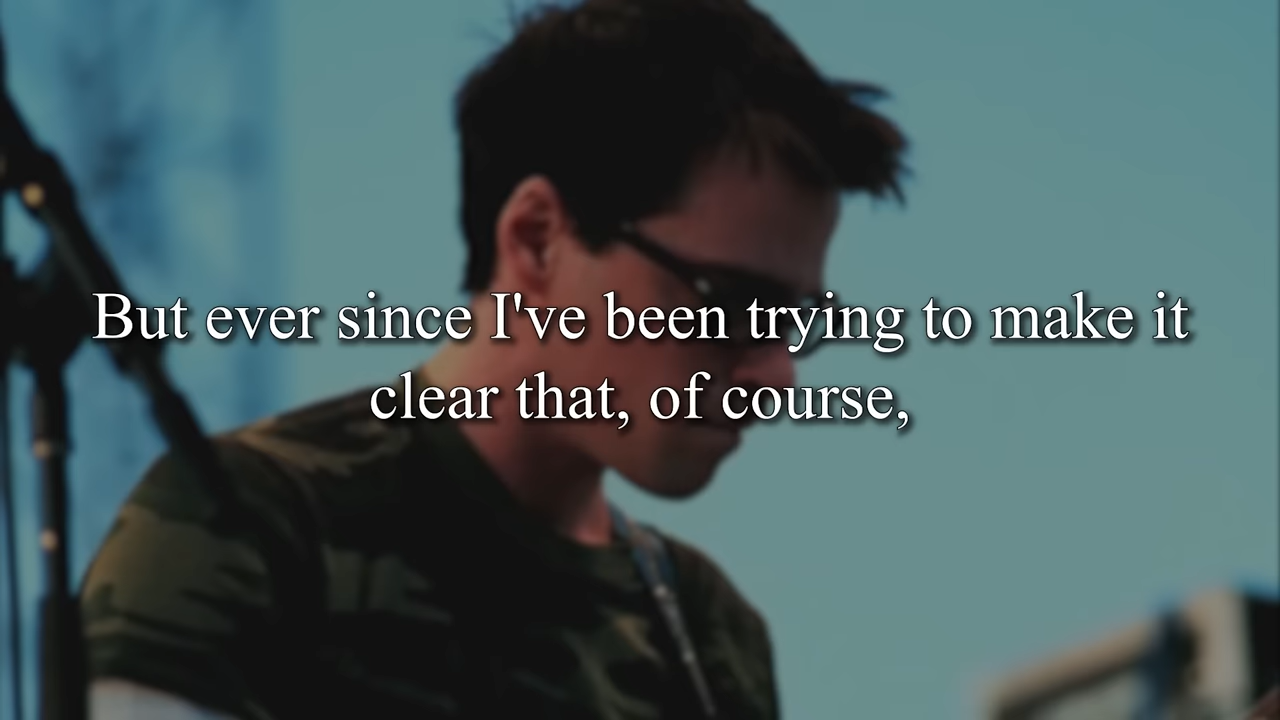 But ever since I've been trying to make it
clear that, of course,